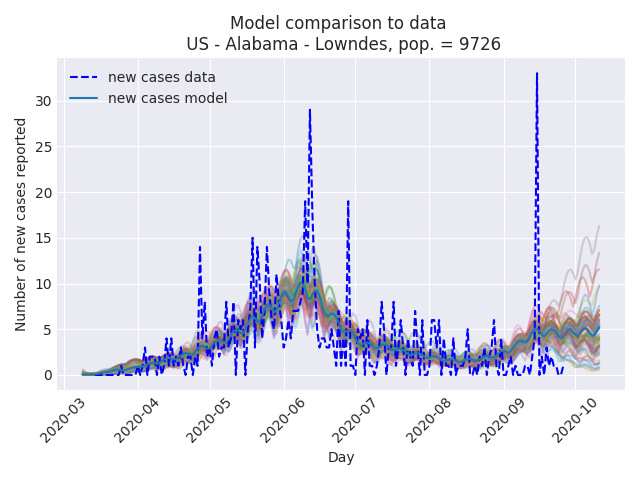 Model comparison to data
US - Alabama - Lowndes, pop. = 9726
new cases data
new cases model
Number of new cases reported
30
25
20
15
10
5
0
2020-03
2020-04
2020-05
2020-06
2020-07
2020-08
2020-09
2020-10
Day